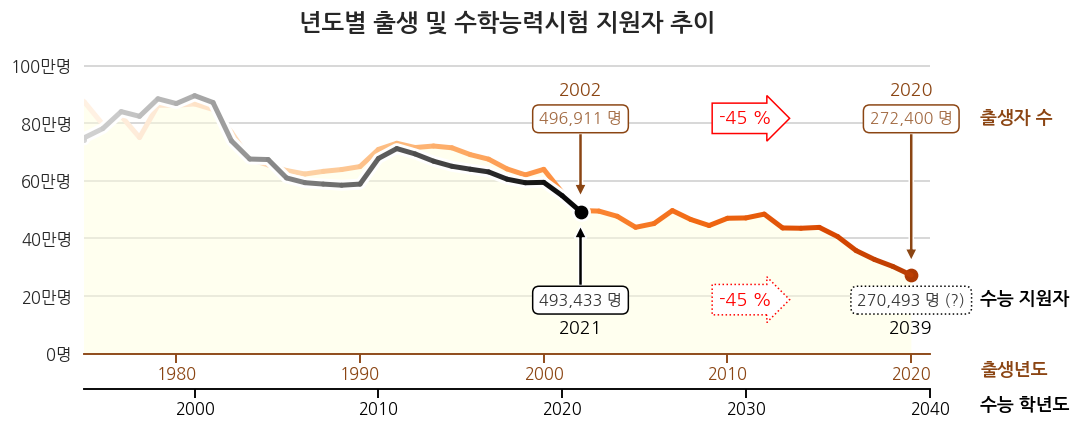 년도별 출생 및 수학능력시험 지원자 추이
100만명
80만명
60만명
40만명
20만명
0명
2002
496,911 명
-45 %
2020
272,400 명
출생자 수
493,433 명
2021
-45 %
270,493 명 (?)
2039
수능 지원자
1980 1990 2000 2010 2020
출생년도
2000 2010 2020 2030 2040
수능 학년도